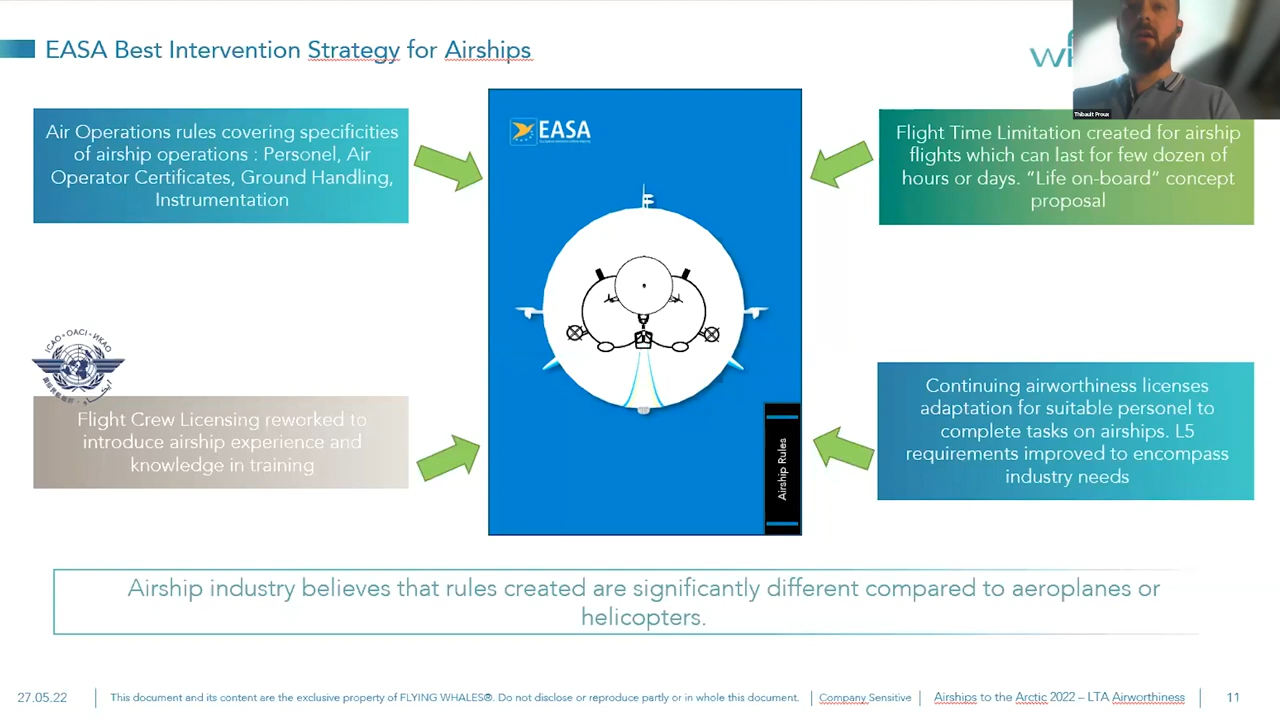 EASA Best Intervention Strategy for Airships
Thibault Proux
Air Operations rules covering specificities
of airship operations : Personel, Air
Operator Certificates, Ground Handling,
Instrumentation
EASA
Flight Time Limitation created for airship
flights which can last for few dozen of
hours or days. “Life on-board” concept
proposal
ICAO · OACI · ИКАО
Flight Crew Licensing reworked to
introduce airship experience and
knowledge in training
Airship Rules
Continuing airworthiness licenses
adaptation for suitable personel to
complete tasks on airships. L5
requirements improved to encompass
industry needs
Airship industry believes that rules created are significantly different compared to aeroplanes or
helicopters.
27.05.22
This document and its content are the exclusive property of FLYING WHALES®. Do not disclose or reproduce partly or in whole this document.
Company Sensitive
Airships to the Arctic 2022 – LTA Airworthiness
11